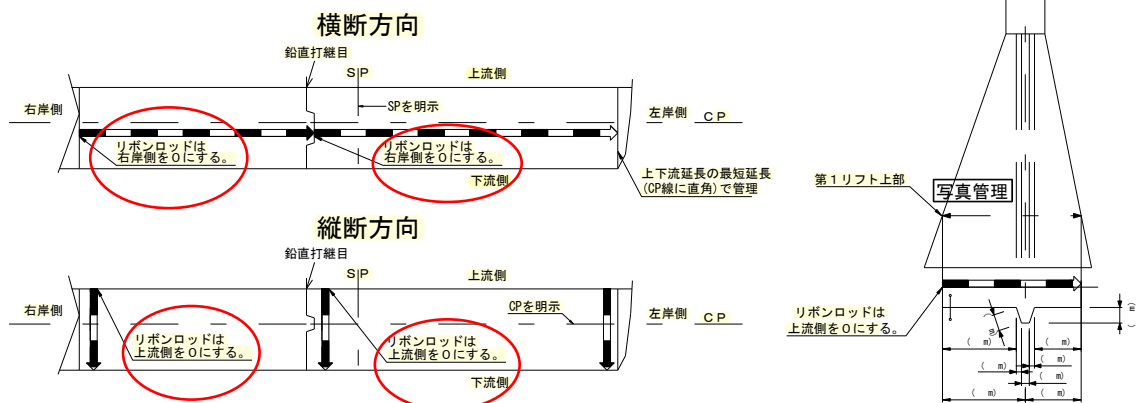 横断方向
鉛直打継目
SP
上流側
右岸側
SPを明示
左岸側 CP
リボンロッドは
右岸側を0にする。
リボンロッドは
右岸側を0にする。
下流側
上下流延長の最短延長
(CP線に直角)で管理
縦断方向
鉛直打継目
SP
上流側
右岸側
CPを明示
左岸側 CP
リボンロッドは
上流側を0にする。
リボンロッドは
上流側を0にする。
下流側
第1リフト上部
写真管理
リボンロッドは
上流側を0にする。
( m)
( m)
( m)
( m)
( m)
( m)
( m)
( m)